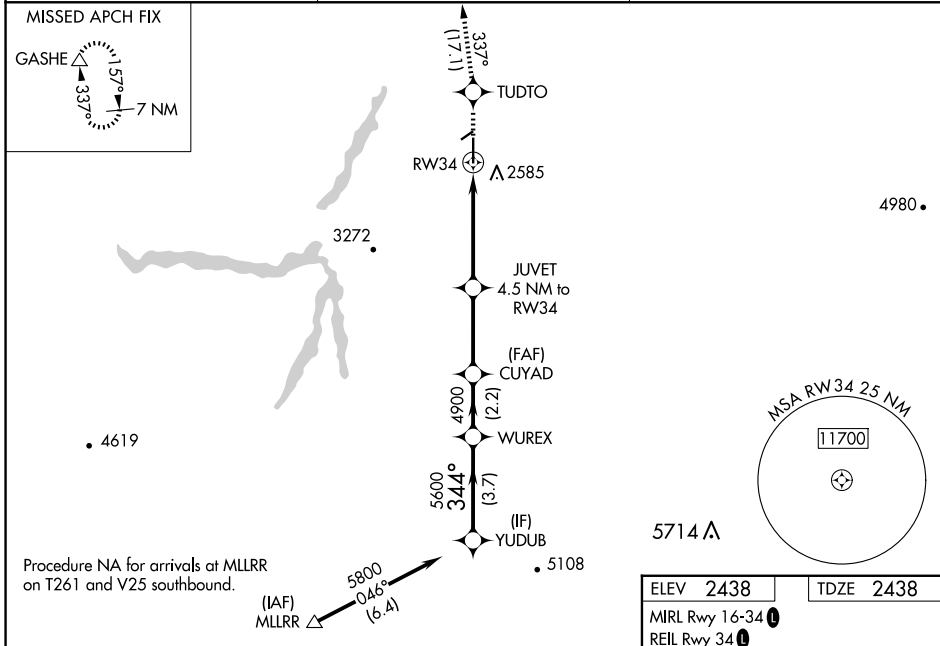 MISSED APCH FIX
GASHE
157°
337°
7 NM
337°
(17.1)
TUDTO
RW34
2585
4980
3272
JUVET
4.5 NM to
RW34
(FAF)
CUYAD
4900
(2.2)
WUREX
4619
5600
344°
(3.7)
(IF)
YUDUB
5108
MSA RW34 25 NM
11700
5714
Procedure NA for arrivals at MLLRR
on T261 and V25 southbound.
5800
046°
(6.4)
(IAF)
MLLRR
ELEV 2438
TDZE 2438
MIRL Rwy 16-34 L
REIL Rwy 34 L